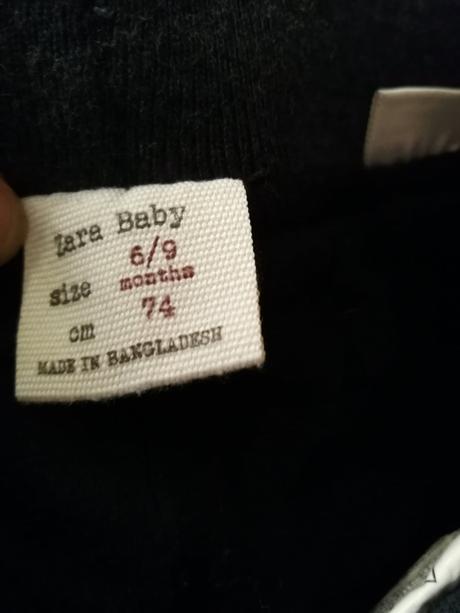 Zara Baby
6/9
size months
74
cm
MADE IN BANGLADESH